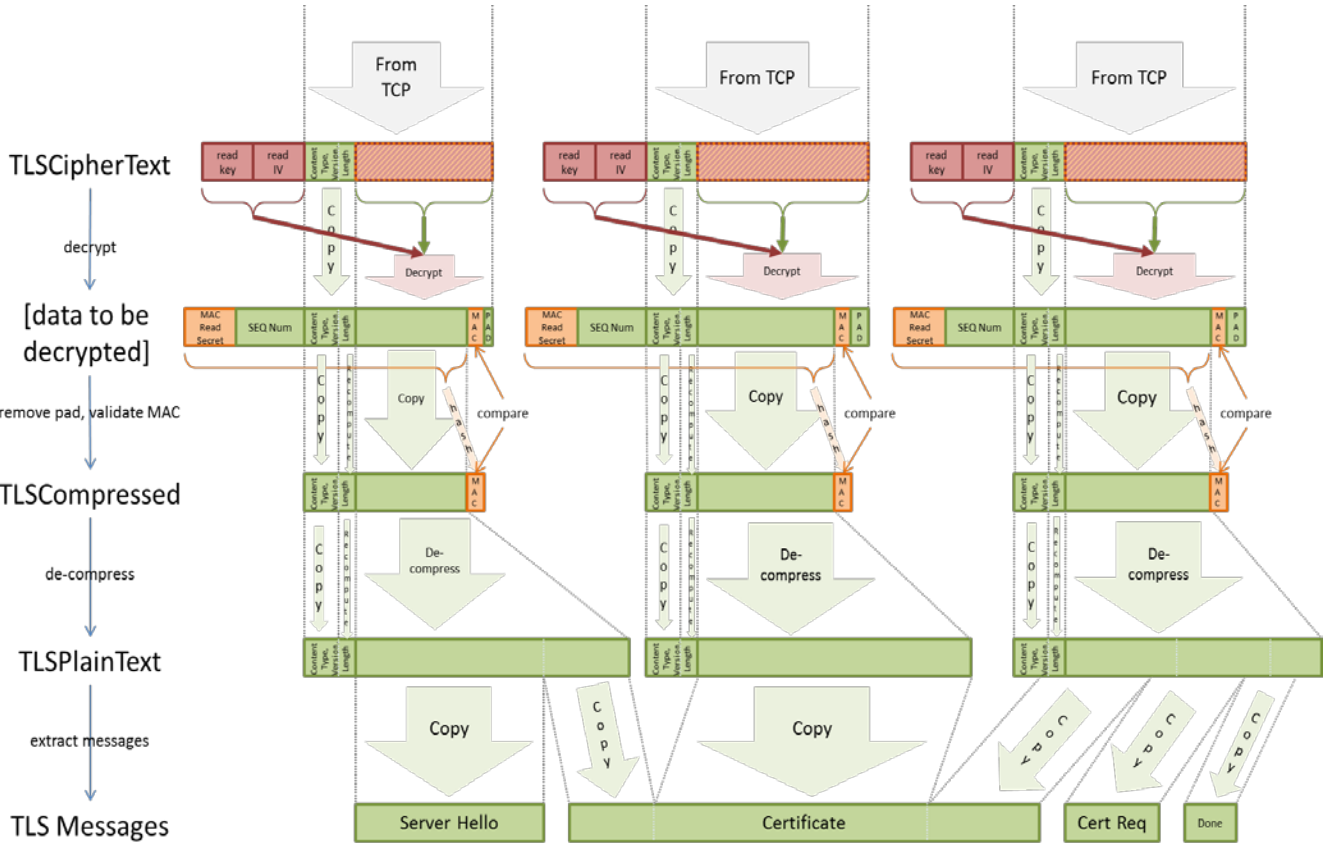 From
TCP
From TCP
From TCP
TLSCipherText
read
key
read
IV
Content
Type,
Version
Length
read
key
read
IV
Content
Type,
Version
Length
read
key
read
IV
Content
Type,
Version
Length
decrypt
Copy
Decrypt
Copy
Decrypt
Copy
Decrypt
[data to be
decrypted]
MAC
Read
Secret
SEQ Num
Content
Type,
Version
Length
MAC
PAD
MAC
Read
Secret
SEQ Num
Content
Type,
Version
Length
MAC
PAD
MAC
Read
Secret
SEQ Num
Content
Type,
Version
Length
MAC
PAD
remove pad, validate MAC
Copy
Recompute
Copy
hash
compare
Copy
Recompute
Copy
hash
compare
Copy
Recompute
Copy
hash
compare
TLSCompressed
Content
Type,
Version
Length
MAC
Content
Type,
Version
Length
MAC
Content
Type,
Version
Length
MAC
de-compress
Copy
Recompute
De-
compress
Copy
Recompute
De-
compress
Copy
Recompute
De-
compress
TLSPlainText
Content
Type,
Version
Length
Content
Type,
Version
Length
Content
Type,
Version
Length
extract messages
Copy
Copy
Copy
Copy
Copy
Copy
TLS Messages
Server Hello
Certificate
Cert Req
Done